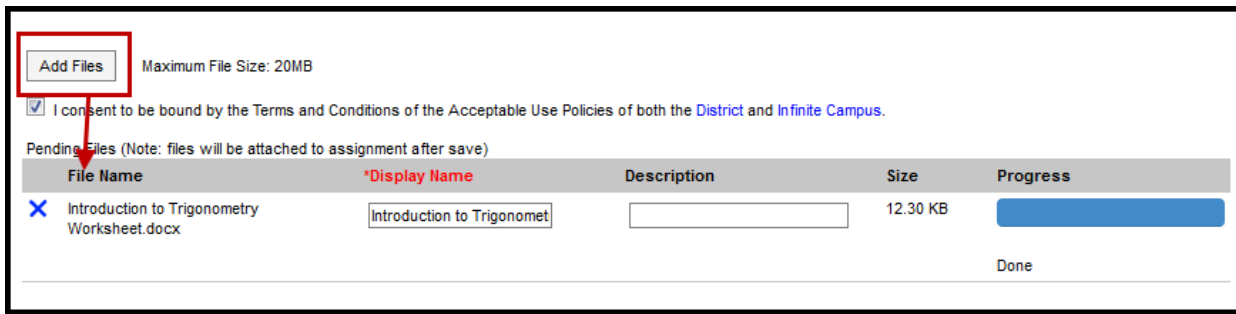 Add Files Maximum File Size: 20MB
I consent to be bound by the Terms and Conditions of the Acceptable Use Policies of both the District and Infinite Campus.
Pending Files (Note: files will be attached to assignment after save)
File Name *Display Name Description Size Progress
Introduction to Trigonometry Introduction to Trigonomet 12.30 KB
Worksheet.docx
Done